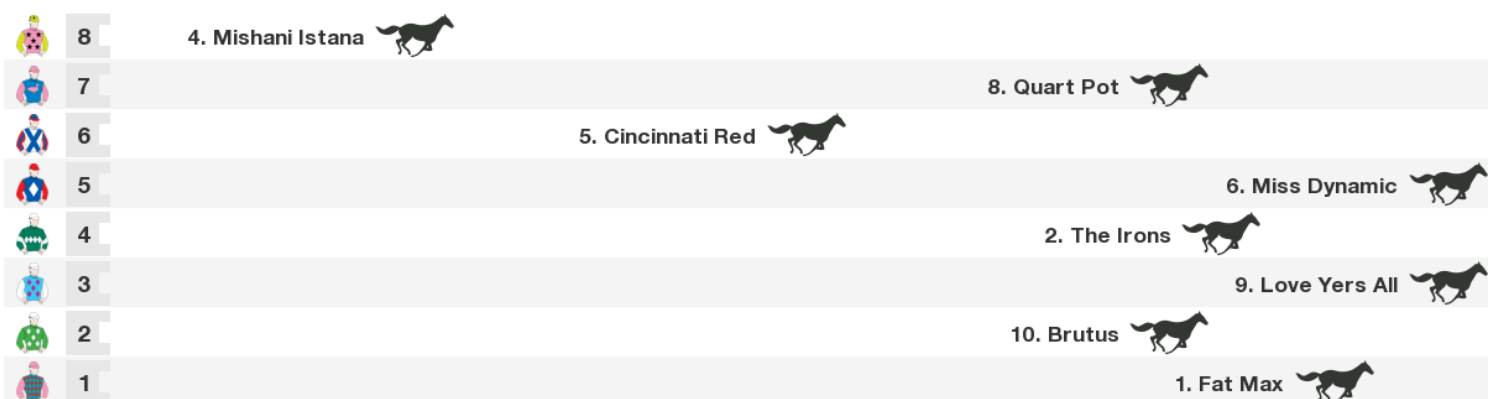 8 4. Mishani Istana
7 8. Quart Pot
6 5. Cincinnati Red
5 6. Miss Dynamic
4 2. The Irons
3 9. Love Yers All
2 10. Brutus
1 1. Fat Max